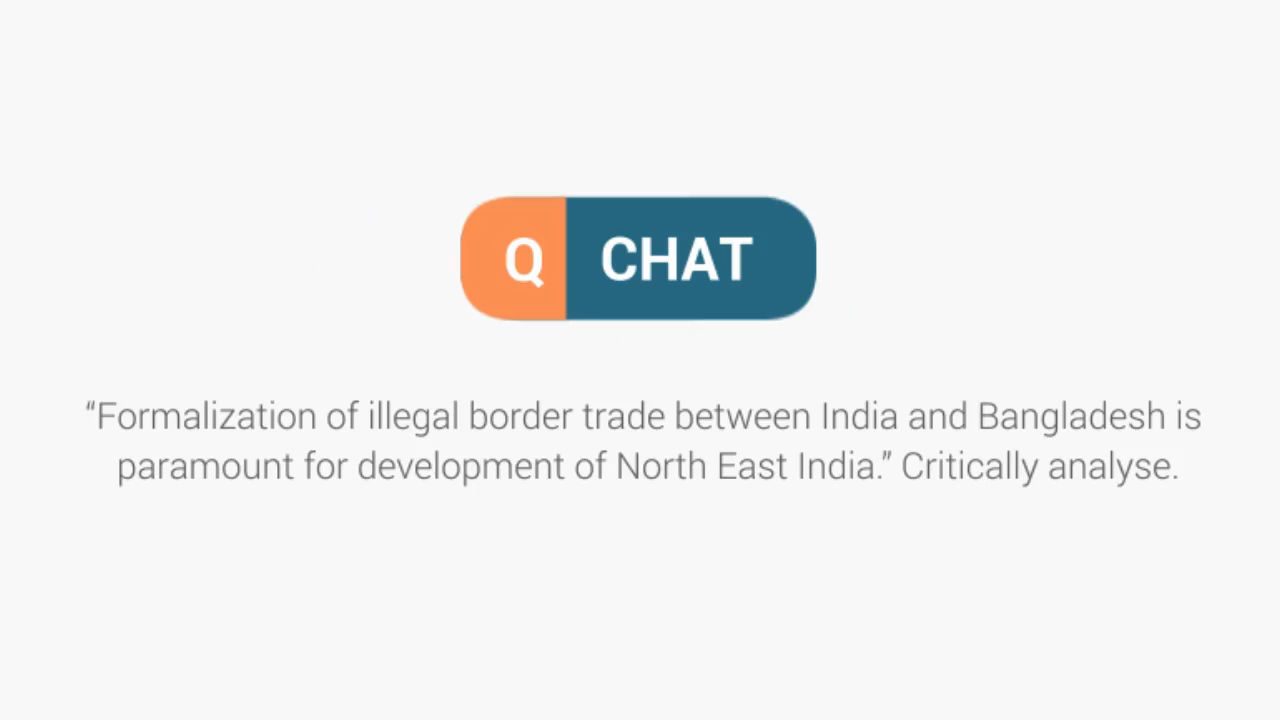 Q CHAT
“Formalization of illegal border trade between India and Bangladesh is
paramount for development of North East India.” Critically analyse.